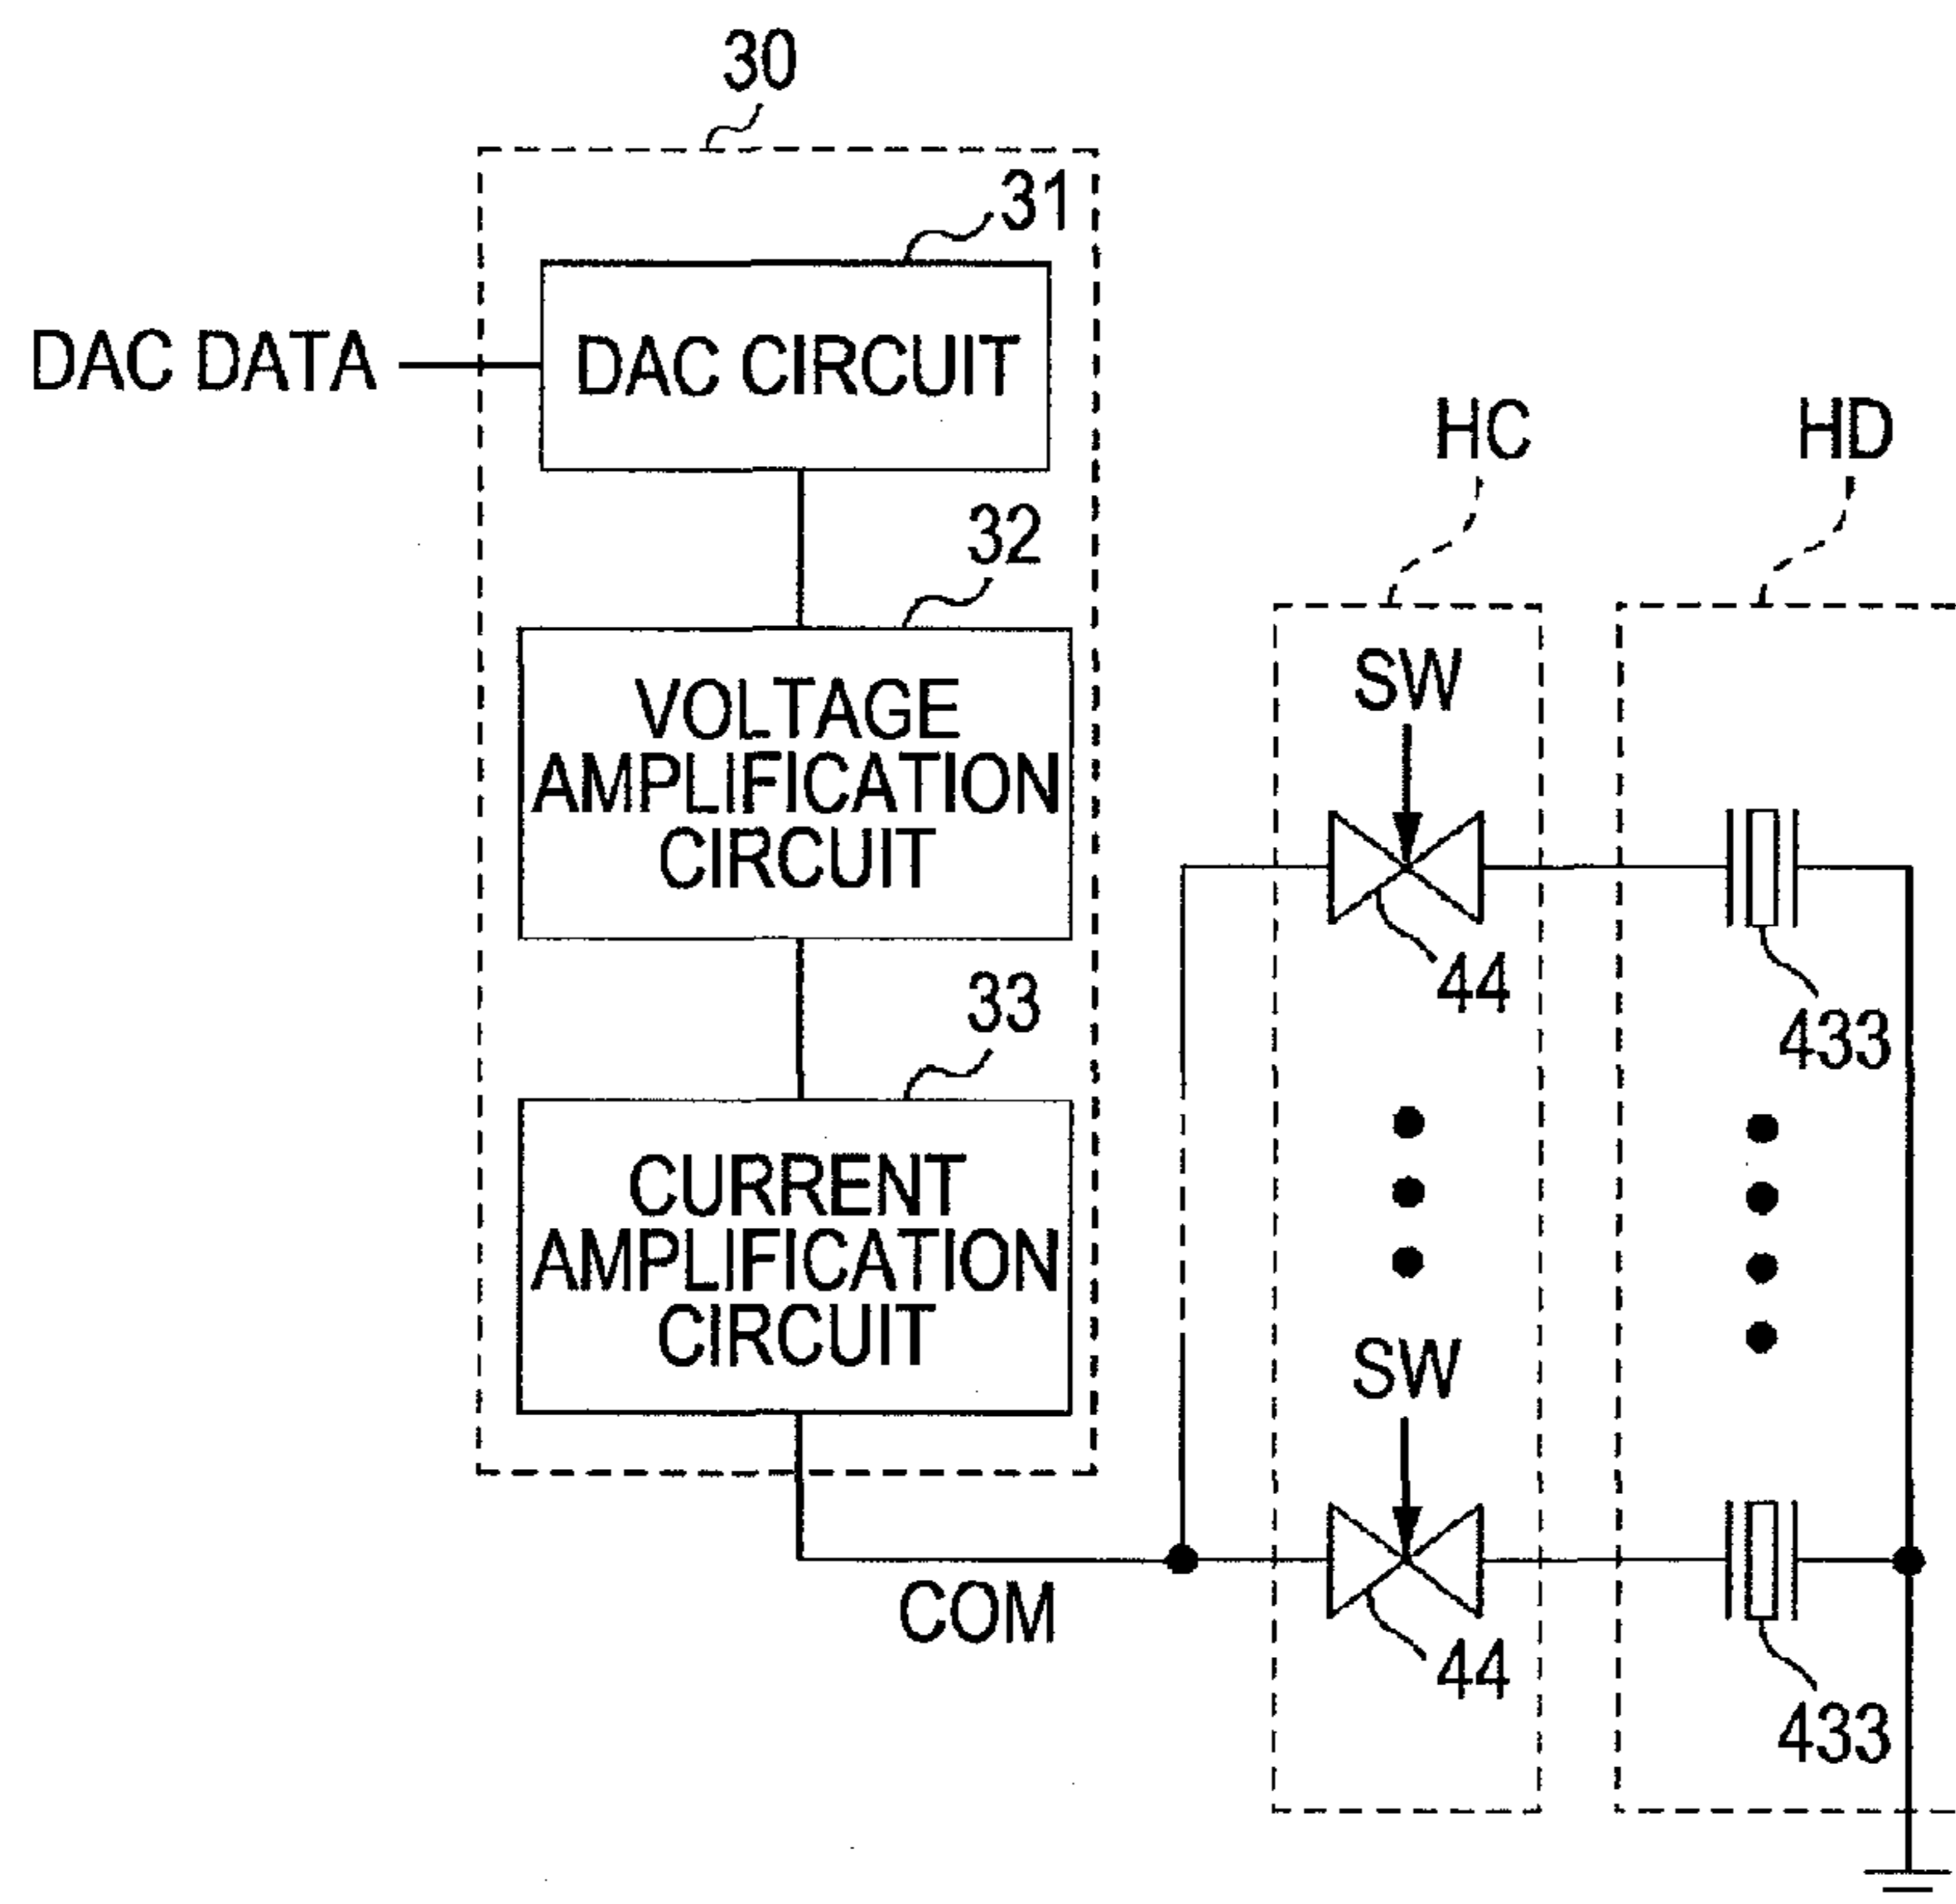 30
31
DAC DATA
DAC CIRCUIT
HC
HD
32
SW
VOLTAGE
AMPLIFICATION
CIRCUIT
44
433
33
CURRENT
AMPLIFICATION
CIRCUIT
SW
COM
44
433